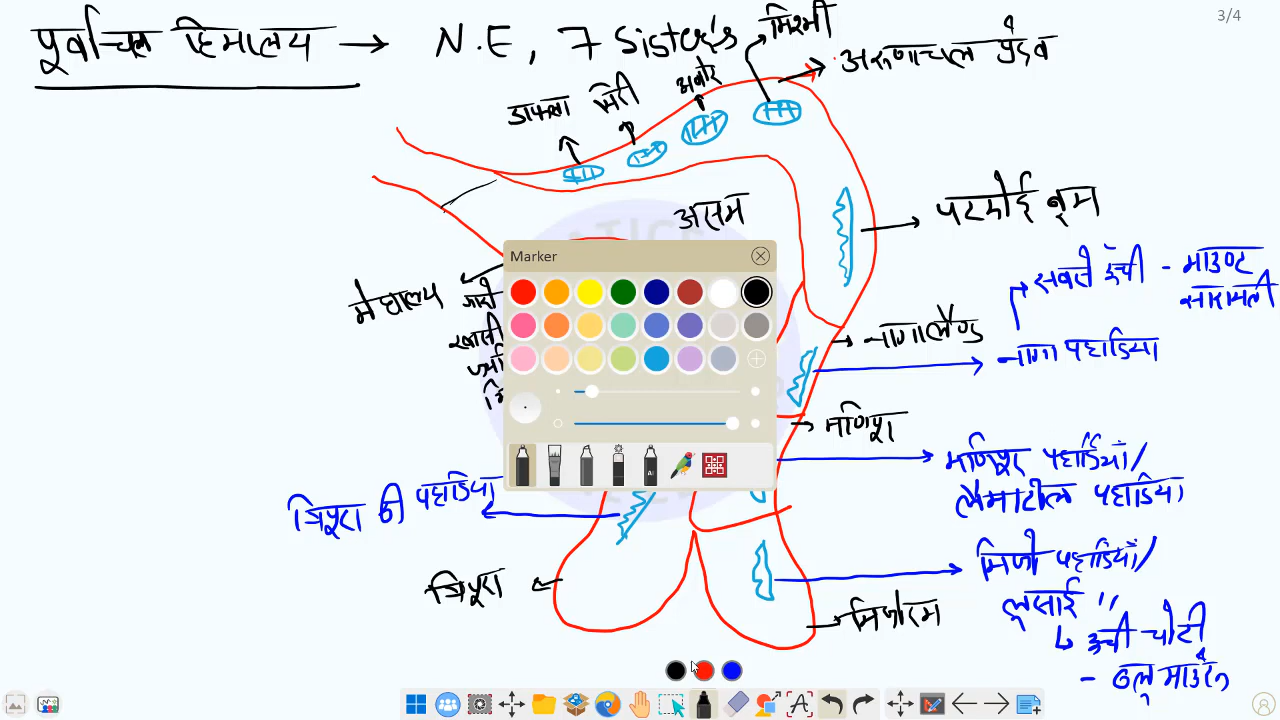 पूर्वांचल हिमालय → N.E, 7 Sister's
3/4
मिश्मी
अरुणाचल प्रदेश
डाफला मिरी अबोर
असम
पटकोई बूम
सबसे ऊंची - माउण्ट
सारामती
Marker
मेघालय गारो
खासी
नागालैण्ड
नागा पहाडिया
मणिपुर
मणिपुर पहाडियां/
लैमाटोल पहाडिया
त्रिपुरा की पहाडिया
त्रिपुरा
मिजो पहाडियां/
लुसाई "
मिजोरम
ऊंची चोटी
- ब्लू माउंटेन